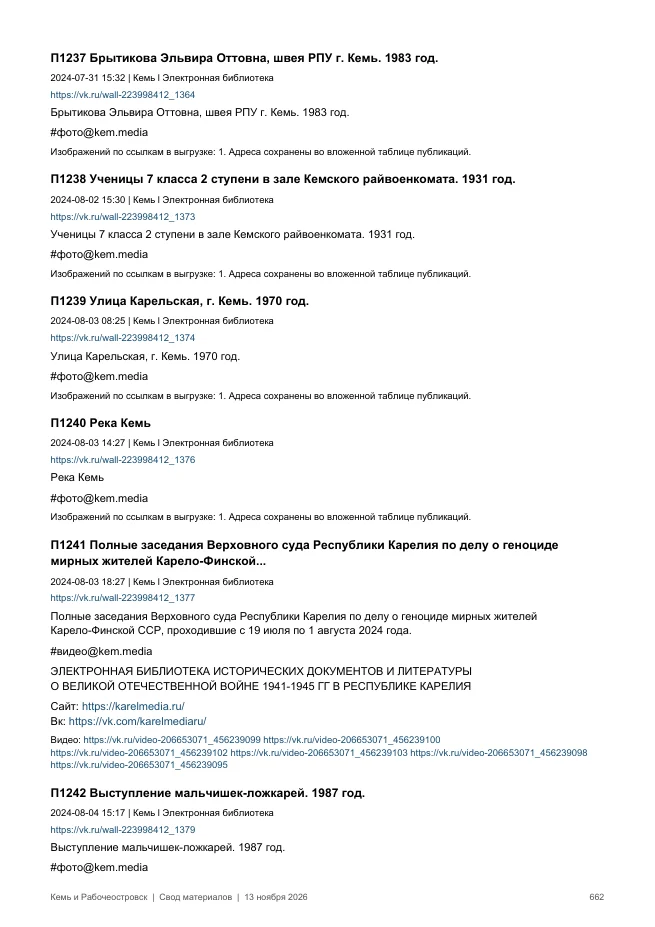 П1237 Брытикова Эльвира Оттовна, швея РПУ г. Кемь. 1983 год.
2024-07-31 15:32 | Кемь I Электронная библиотека
https://vk.ru/wall-223998412_1364
Брытикова Эльвира Оттовна, швея РПУ г. Кемь. 1983 год.
#фото@kem.media
Изображений по ссылкам в выгрузке: 1. Адреса сохранены во вложенной таблице публикаций.
П1238 Ученицы 7 класса 2 ступени в зале Кемского райвоенкомата. 1931 год.
2024-08-02 15:30 | Кемь I Электронная библиотека
https://vk.ru/wall-223998412_1373
Ученицы 7 класса 2 ступени в зале Кемского райвоенкомата. 1931 год.
#фото@kem.media
Изображений по ссылкам в выгрузке: 1. Адреса сохранены во вложенной таблице публикаций.
П1239 Улица Карельская, г. Кемь. 1970 год.
2024-08-03 08:25 | Кемь I Электронная библиотека
https://vk.ru/wall-223998412_1374
Улица Карельская, г. Кемь. 1970 год.
#фото@kem.media
Изображений по ссылкам в выгрузке: 1. Адреса сохранены во вложенной таблице публикаций.
П1240 Река Кемь
2024-08-03 14:27 | Кемь I Электронная библиотека
https://vk.ru/wall-223998412_1376
Река Кемь
#фото@kem.media
Изображений по ссылкам в выгрузке: 1. Адреса сохранены во вложенной таблице публикаций.
П1241 Полные заседания Верховного суда Республики Карелия по делу о геноциде
мирных жителей Карело-Финской...
2024-08-03 18:27 | Кемь I Электронная библиотека
https://vk.ru/wall-223998412_1377
Полные заседания Верховного суда Республики Карелия по делу о геноциде мирных жителей
Карело-Финской ССР, проходившие с 19 июля по 1 августа 2024 года.
#видео@kem.media
ЭЛЕКТРОННАЯ БИБЛИОТЕКА ИСТОРИЧЕСКИХ ДОКУМЕНТОВ И ЛИТЕРАТУРЫ
О ВЕЛИКОЙ ОТЕЧЕСТВЕННОЙ ВОЙНЕ 1941-1945 ГГ В РЕСПУБЛИКЕ КАРЕЛИЯ
Сайт: https://karelmedia.ru/
Вк: https://vk.com/karelmediaru/
Видео: https://vk.ru/video-206653071_456239099 https://vk.ru/video-206653071_456239100
https://vk.ru/video-206653071_456239102 https://vk.ru/video-206653071_456239103 https://vk.ru/video-206653071_456239098
https://vk.ru/video-206653071_456239095
П1242 Выступление мальчишек-ложкарей. 1987 год.
2024-08-04 15:17 | Кемь I Электронная библиотека
https://vk.ru/wall-223998412_1379
Выступление мальчишек-ложкарей. 1987 год.
#фото@kem.media
Кемь и Рабочеостровск | Свод материалов | 13 ноября 2026 662